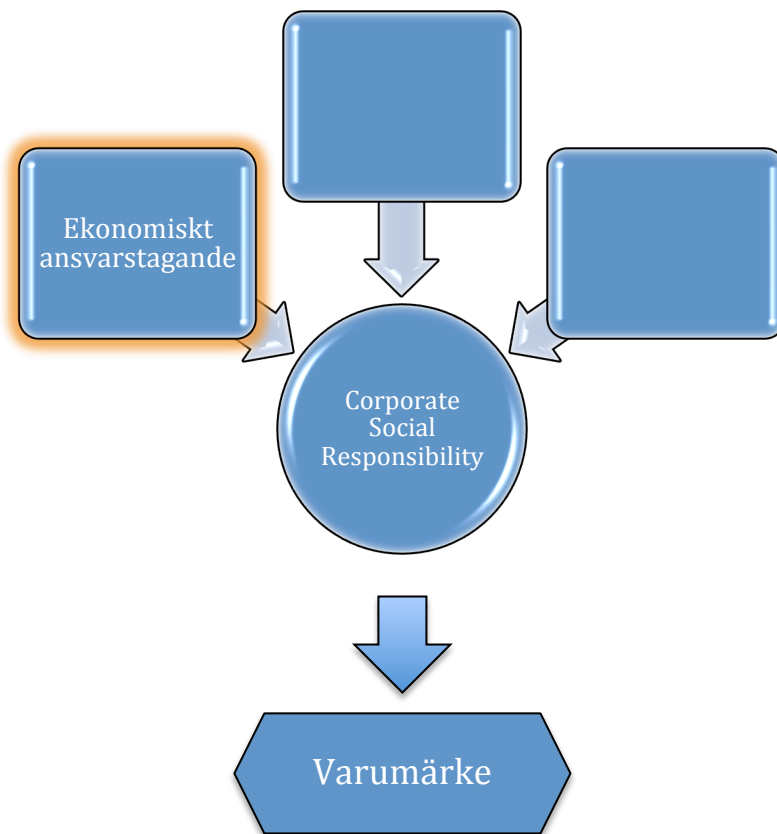 Ekonomiskt
ansvarstagande
Corporate
Social
Responsibility
Varumärke